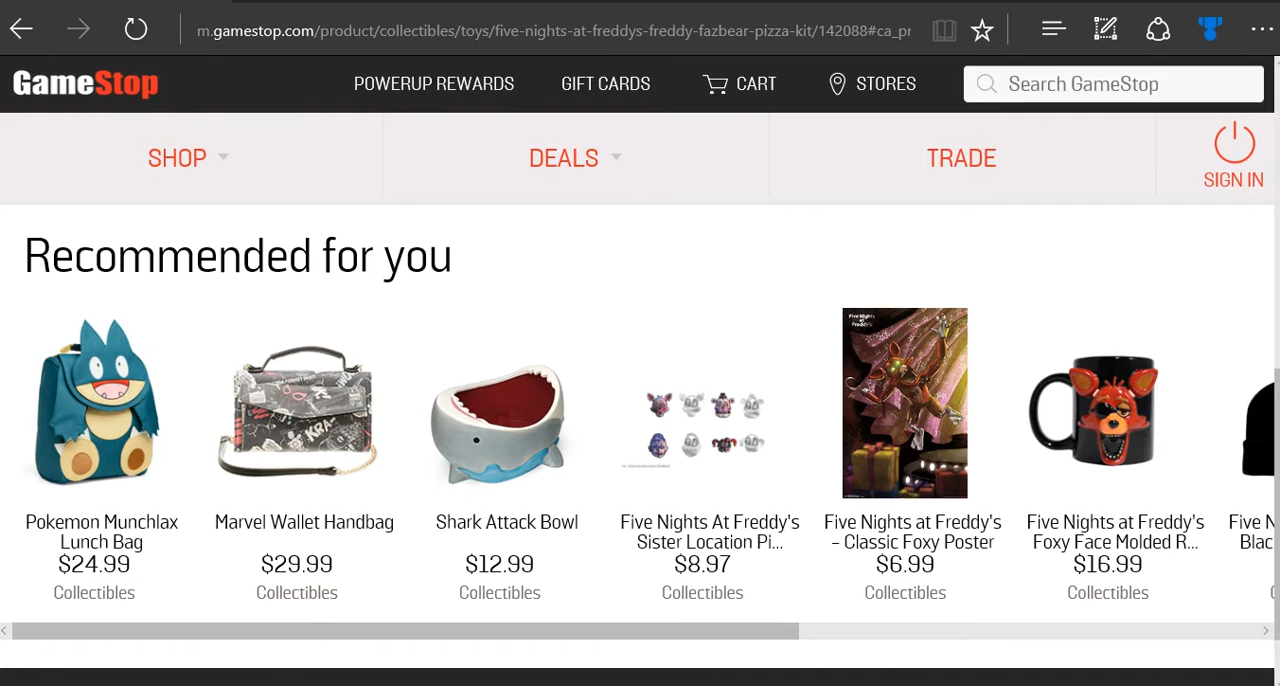 m.gamestop.com/product/collectibles/toys/five-nights-at-freddys-freddy-fazbear-pizza-kit/142088#ca_pr
GameStop
POWERUP REWARDS
GIFT CARDS
CART
STORES
Search GameStop
SHOP
DEALS
TRADE
SIGN IN
Recommended for you
Five Nights at
Freddy's
Pokemon Munchlax
Lunch Bag
$24.99
Collectibles
Marvel Wallet Handbag
$29.99
Collectibles
Shark Attack Bowl
$12.99
Collectibles
Five Nights At Freddy's
Sister Location Pi...
$8.97
Collectibles
Five Nights at Freddy's
– Classic Foxy Poster
$6.99
Collectibles
Five Nights at Freddy's
Foxy Face Molded R...
$16.99
Collectibles
Five N
Blac